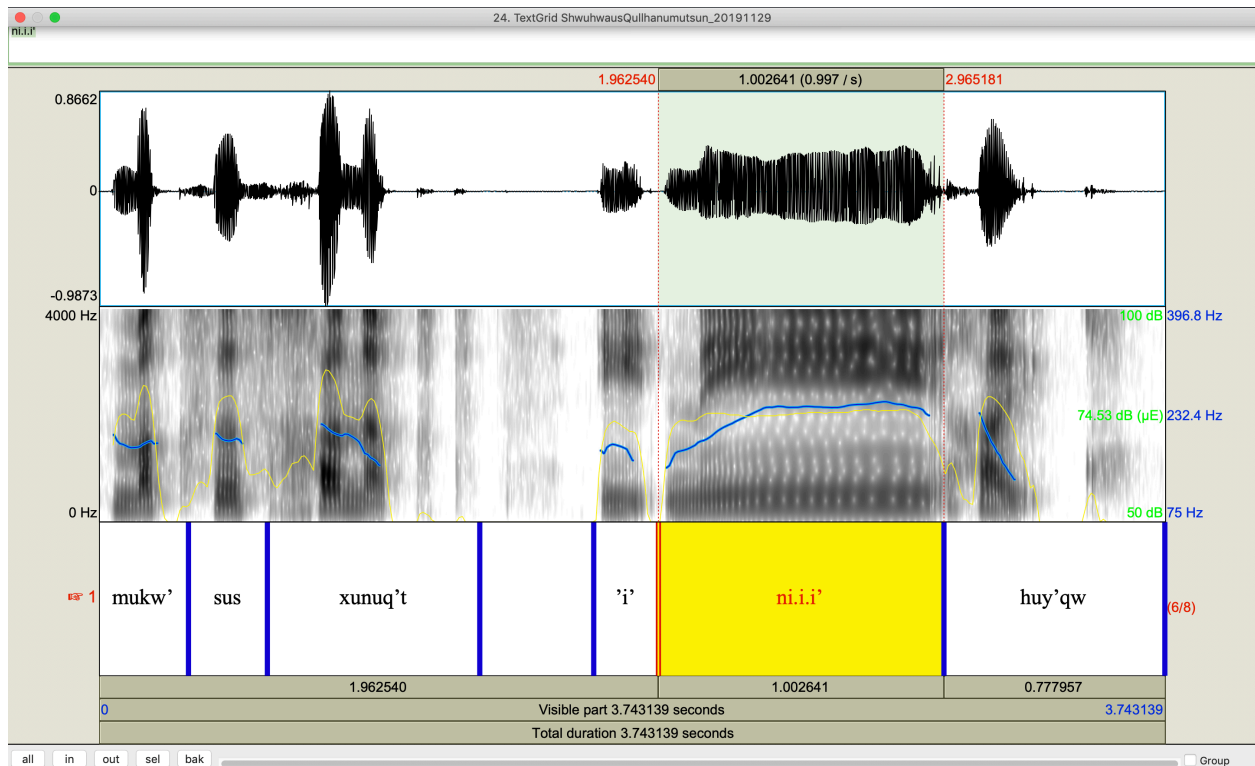 24. TextGrid ShwuhwausQullhanumutsun_20191129
ni.i.i’
1.962540 1.002641 (0.997 / s) 2.965181
0.8662
0
-0.9873
4000 Hz 100 dB 396.8 Hz
74.53 dB (µE) 232.4 Hz
0 Hz 50 dB 75 Hz
☞ 1 mukw’ sus xunuq’t ’i’ ni.i.i’ huy’qw (6/8)
1.962540 1.002641 0.777957
0 Visible part 3.743139 seconds 3.743139
Total duration 3.743139 seconds
all in out sel bak Group